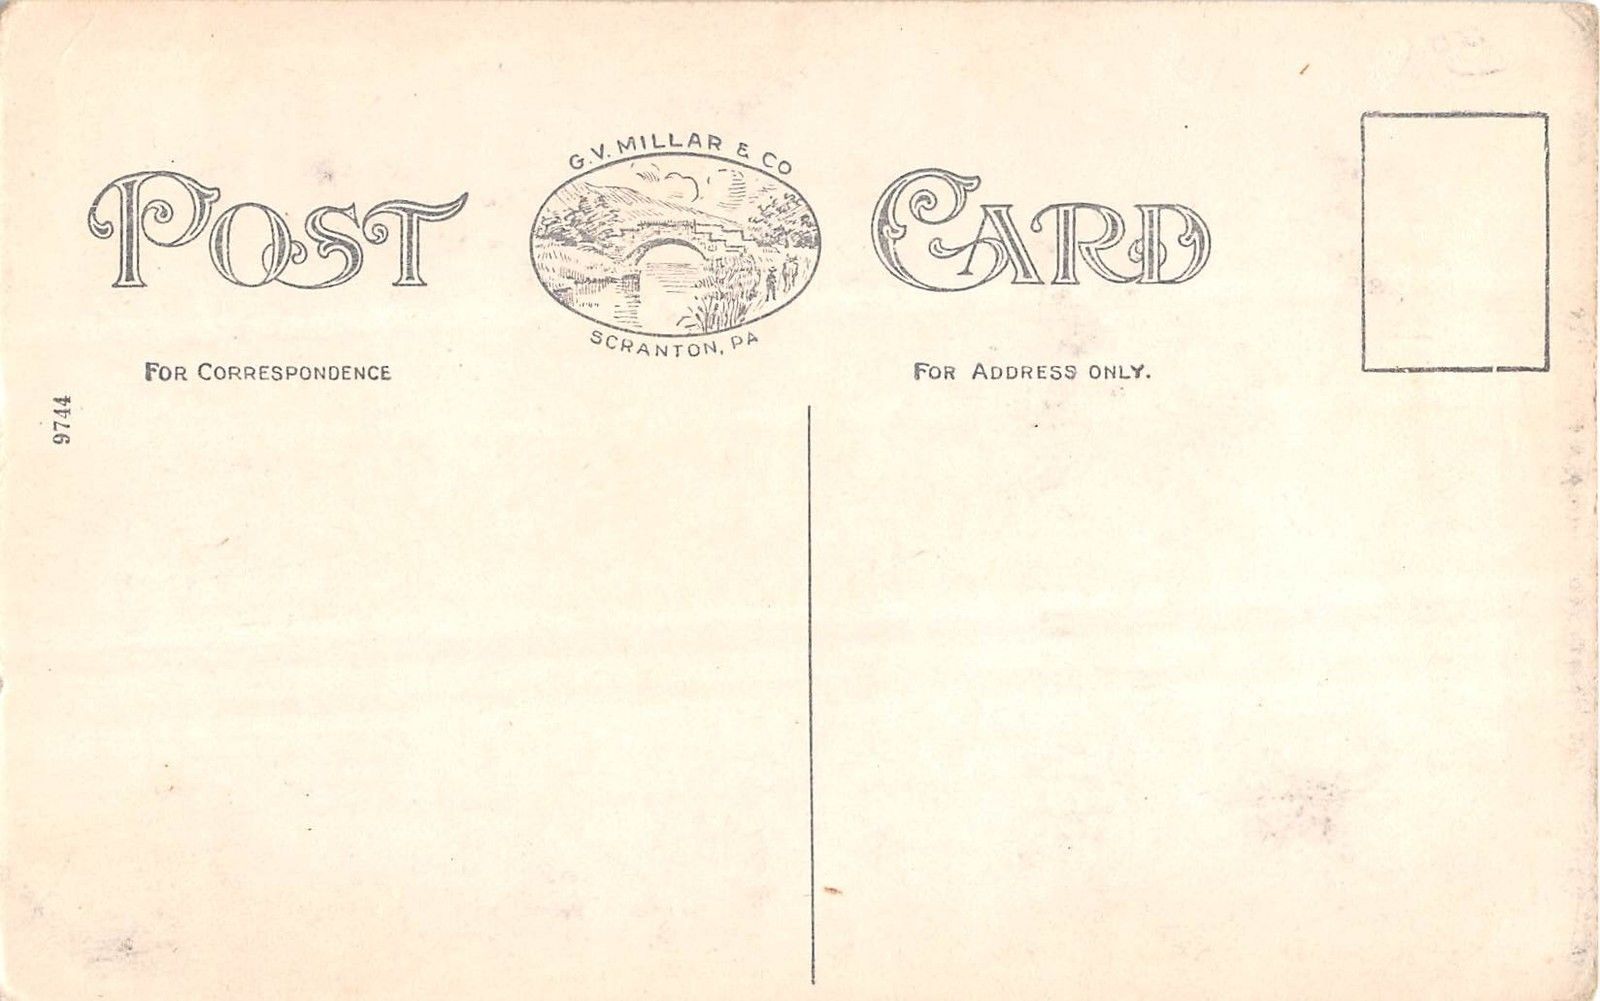 G.V. MILLAR & CO
POST CARD
SCRANTON, PA
FOR CORRESPONDENCE
FOR ADDRESS ONLY.
9744